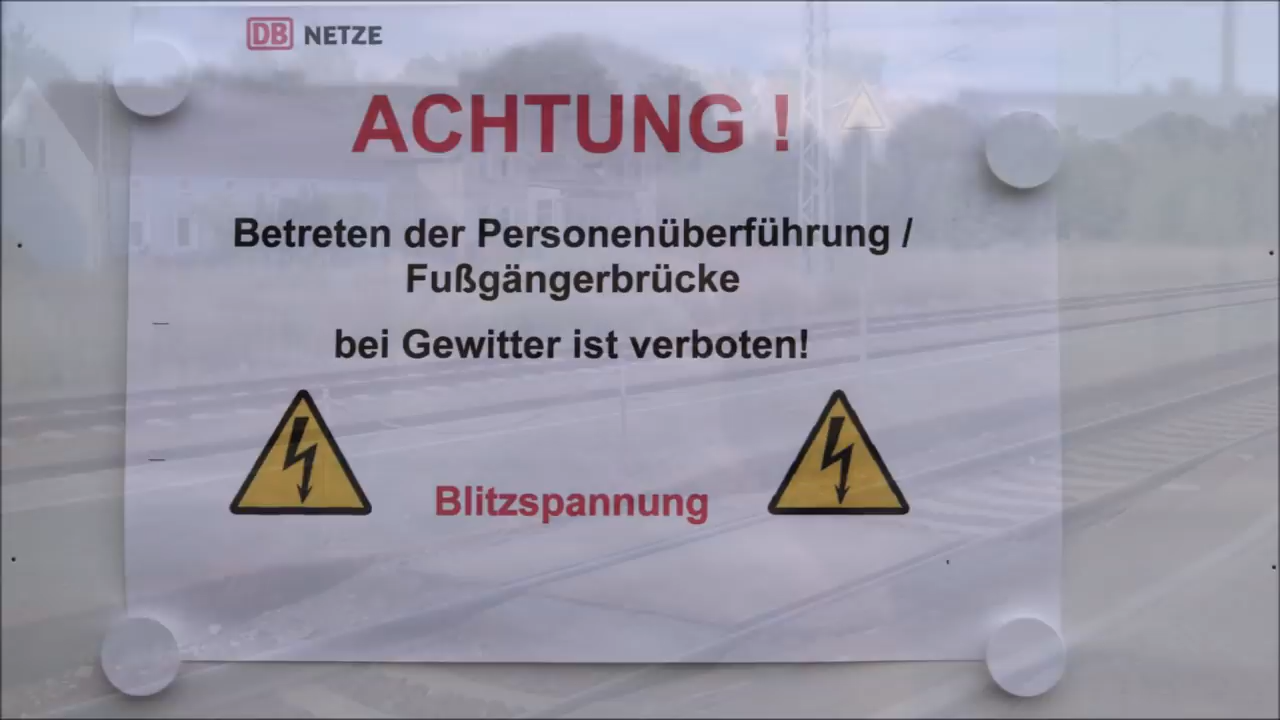 DB NETZE
ACHTUNG !
Betreten der Personenüberführung /
Fußgängerbrücke
bei Gewitter ist verboten!
Blitzspannung